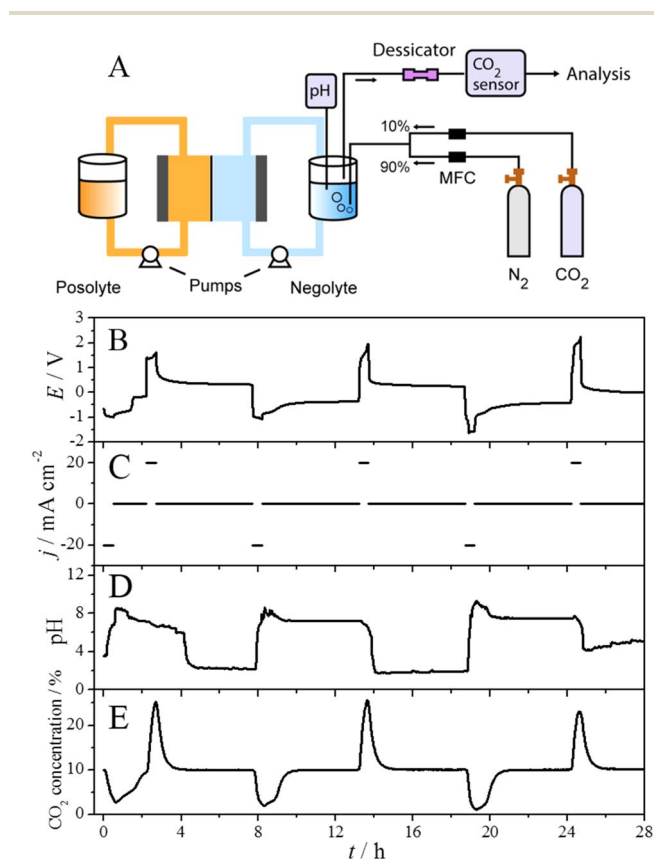 A
Dessicator
CO2 sensor
Analysis
pH
10%
90%
MFC
Posolyte
Pumps
Negolyte
N2
CO2
B
E / V
3
2
1
0
-1
-2
C
j / mA cm-2
20
0
-20
D
pH
12
8
4
0
E
CO2 concentration / %
20
10
0
0 4 8 12 16 20 24 28
t / h